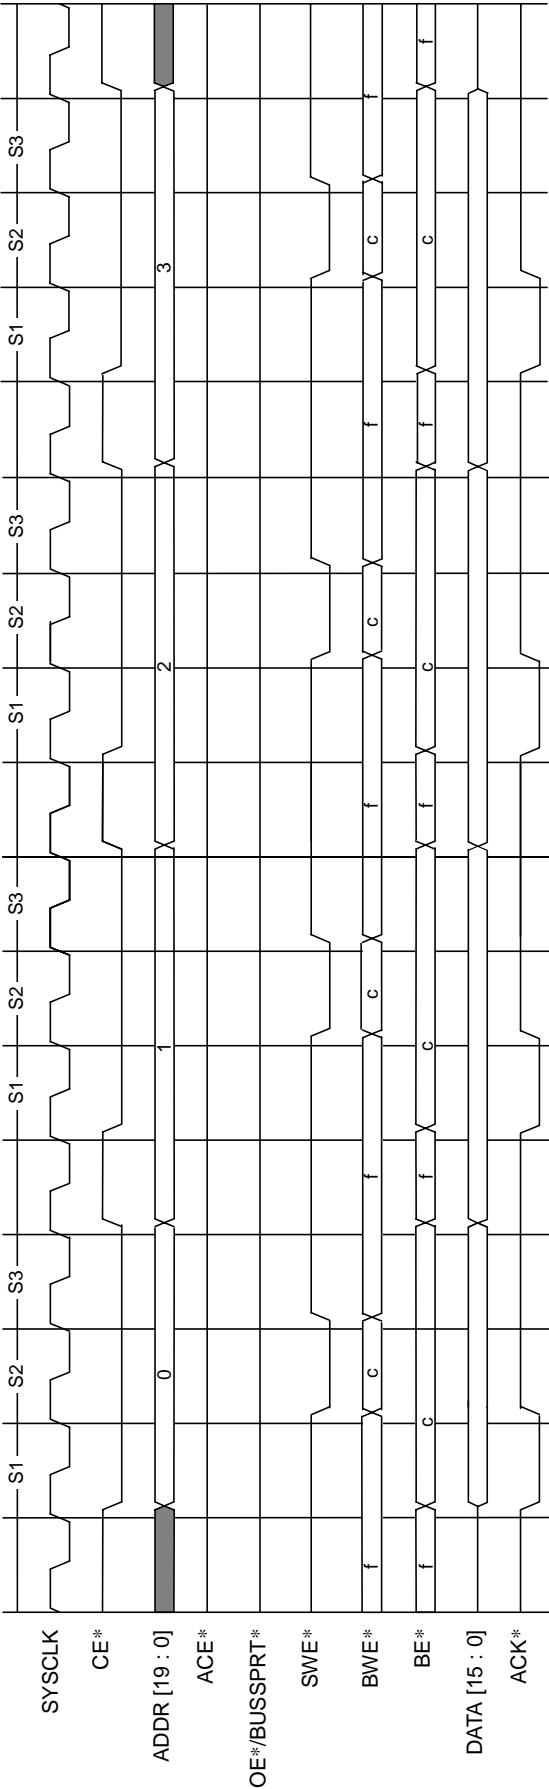 S1 S2 S3 S1 S2 S3 S1 S2 S3 S1 S2 S3
SYSCLK
CE*
ADDR [19 : 0] 0 1 2 3
ACE*
OE*/BUSSPRT*
SWE*
BWE* f c f c f c f c f
BE* f c f c f c f c f
DATA [15 : 0]
ACK*